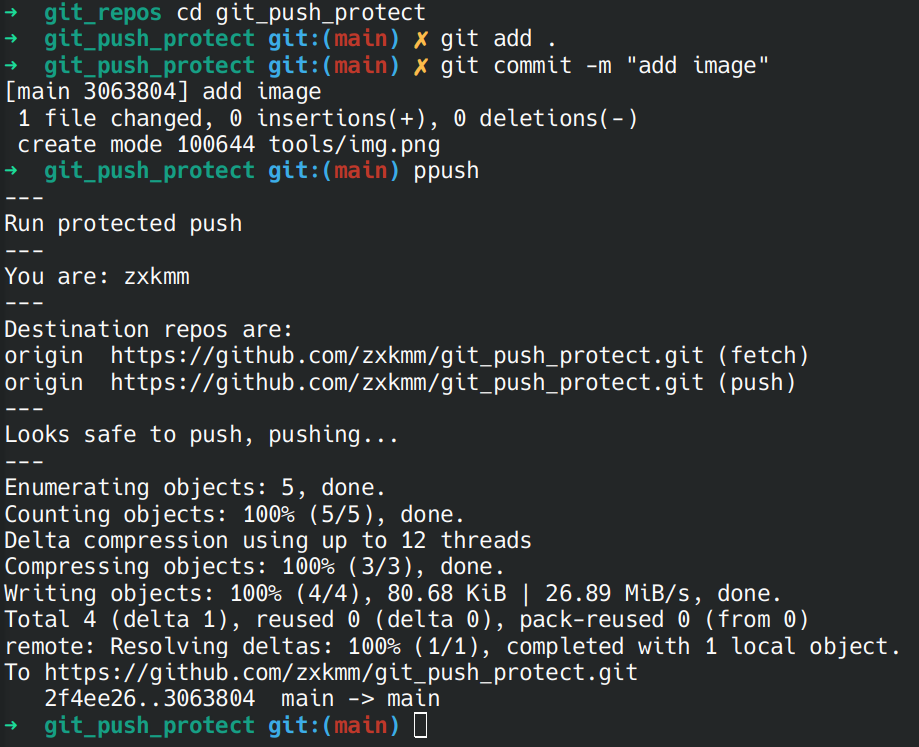 ➜  git_repos cd git_push_protect
➜  git_push_protect git:(main) ✗ git add .
➜  git_push_protect git:(main) ✗ git commit -m "add image"
[main 3063804] add image
 1 file changed, 0 insertions(+), 0 deletions(-)
 create mode 100644 tools/img.png
➜  git_push_protect git:(main) ppush
---
Run protected push
---
You are: zxkmm
---
Destination repos are:
origin  https://github.com/zxkmm/git_push_protect.git (fetch)
origin  https://github.com/zxkmm/git_push_protect.git (push)
---
Looks safe to push, pushing...
---
Enumerating objects: 5, done.
Counting objects: 100% (5/5), done.
Delta compression using up to 12 threads
Compressing objects: 100% (3/3), done.
Writing objects: 100% (4/4), 80.68 KiB | 26.89 MiB/s, done.
Total 4 (delta 1), reused 0 (delta 0), pack-reused 0 (from 0)
remote: Resolving deltas: 100% (1/1), completed with 1 local object.
To https://github.com/zxkmm/git_push_protect.git
   2f4ee26..3063804  main -> main
➜  git_push_protect git:(main)